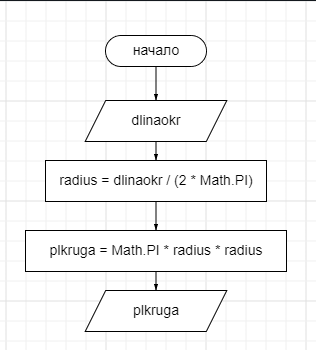 начало
dlinaokr
radius = dlinaokr / (2 * Math.PI)
plkruga = Math.PI * radius * radius
plkruga